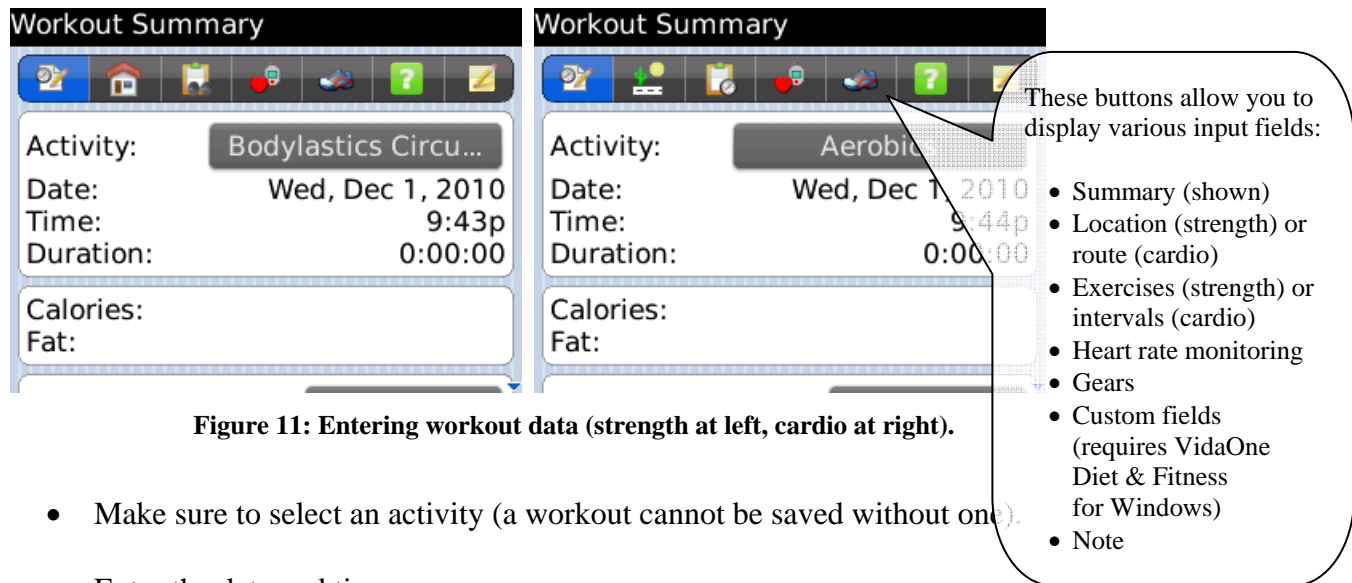 Workout Summary
Activity: Bodylastics Circu...
Date: Wed, Dec 1, 2010
Time: 9:43p
Duration: 0:00:00
Calories:
Fat:
Workout Summary
Activity: Aerobics
Date: Wed, Dec 1, 2010
Time: 9:44p
Duration: 0:00:00
Calories:
Fat:
These buttons allow you to
display various input fields:
• Summary (shown)
• Location (strength) or
route (cardio)
• Exercises (strength) or
intervals (cardio)
• Heart rate monitoring
• Gears
• Custom fields
(requires VidaOne
Diet & Fitness
for Windows)
• Note
Figure 11: Entering workout data (strength at left, cardio at right).
• Make sure to select an activity (a workout cannot be saved without one).